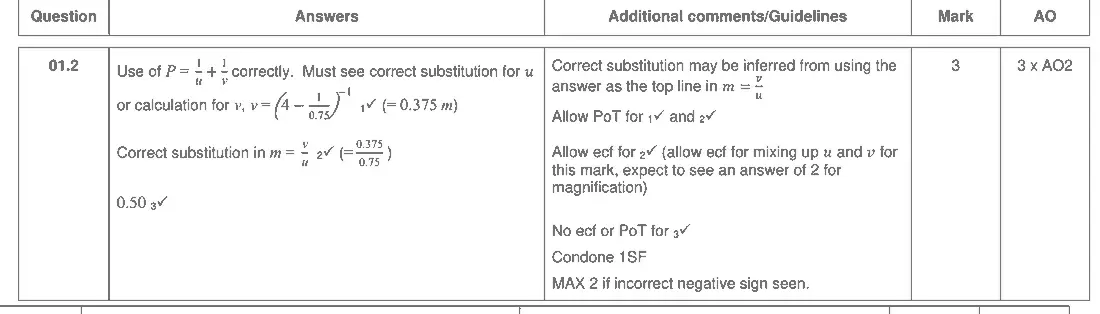 Question Answers Additional comments/Guidelines Mark AO
01.2
Use of P = 1/u + 1/v correctly. Must see correct substitution for u
or calculation for v, v = (4 − 1/0.75)⁻¹ ₁✓ (= 0.375 m)
Correct substitution in m = v/u ₂✓ (= 0.375/0.75)
0.50 ₃✓
Correct substitution may be inferred from using the
answer as the top line in m = v/u
Allow PoT for ₁✓ and ₂✓
Allow ecf for ₂✓ (allow ecf for mixing up u and v for
this mark, expect to see an answer of 2 for
magnification)
No ecf or PoT for ₃✓
Condone 1SF
MAX 2 if incorrect negative sign seen.
3
3 x AO2